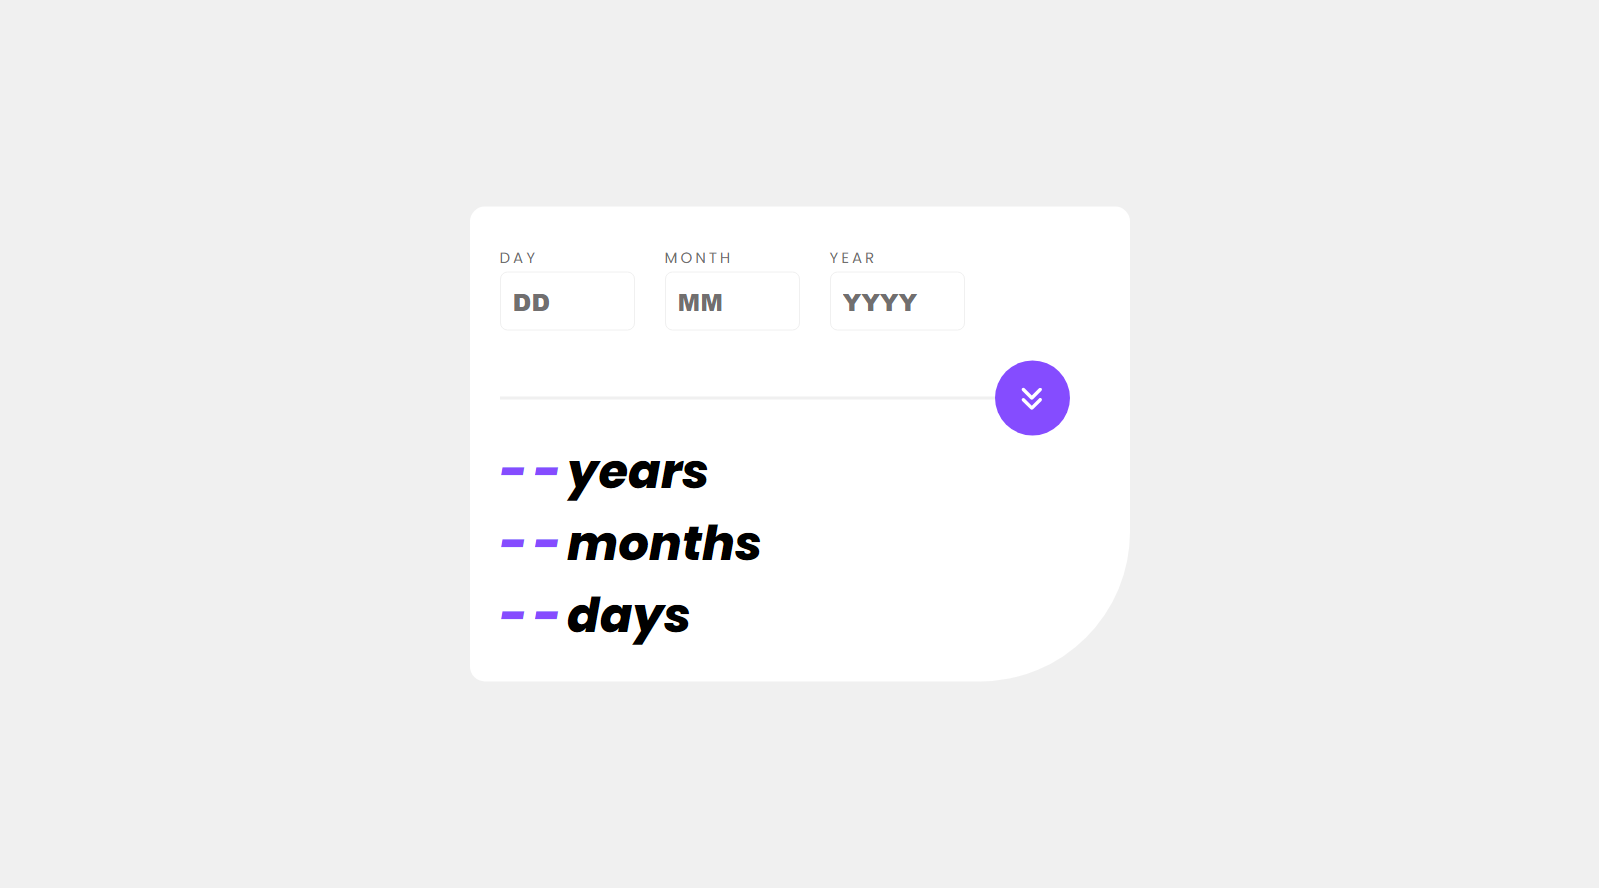 DAY MONTH YEAR
DD MM YYYY
- - years
- - months
- - days